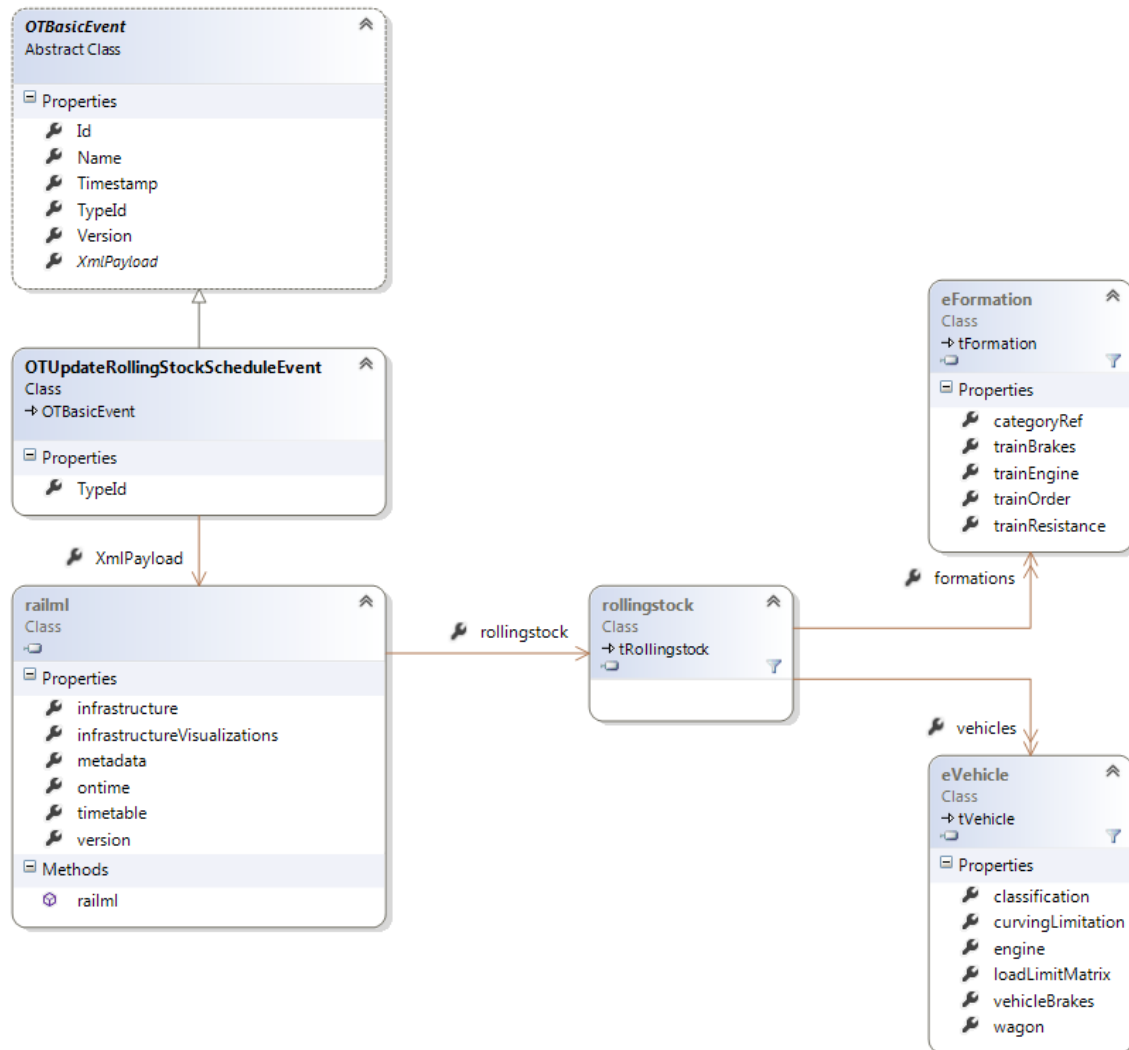 OTBasicEvent
Abstract Class
Properties
Id
Name
Timestamp
TypeId
Version
XmlPayload
OTUpdateRollingStockScheduleEvent
Class
OTBasicEvent
Properties
TypeId
XmlPayload
railml
Class
Properties
infrastructure
infrastructureVisualizations
metadata
ontime
timetable
version
Methods
railml
rollingstock
rollingstock
Class
tRollingstock
formations
eFormation
Class
tFormation
Properties
categoryRef
trainBrakes
trainEngine
trainOrder
trainResistance
vehicles
eVehicle
Class
tVehicle
Properties
classification
curvingLimitation
engine
loadLimitMatrix
vehicleBrakes
wagon